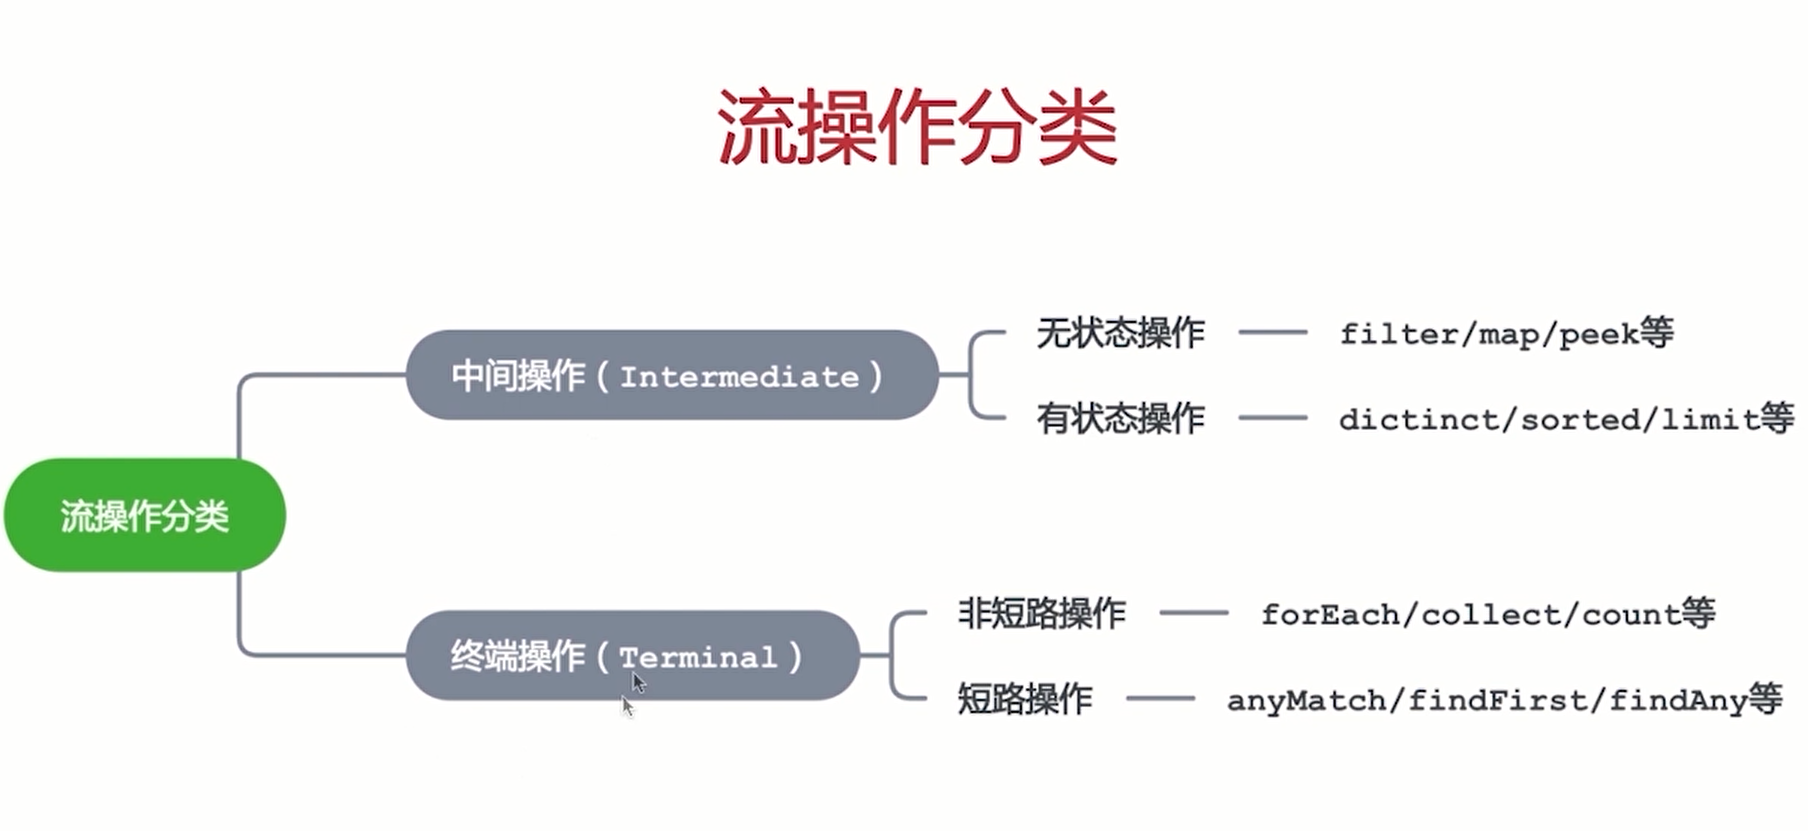 流操作分类
中间操作（Intermediate）
无状态操作
filter/map/peek等
有状态操作
dictinct/sorted/limit等
流操作分类
终端操作（Terminal）
非短路操作
forEach/collect/count等
短路操作
anyMatch/findFirst/findAny等